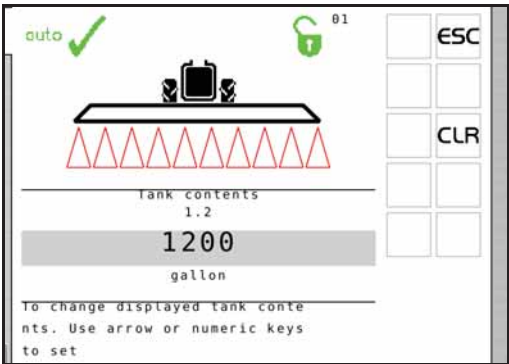 auto
01
ESC
CLR
Tank contents
1.2
1200
gallon
To change displayed tank conte
nts. Use arrow or numeric keys
to set